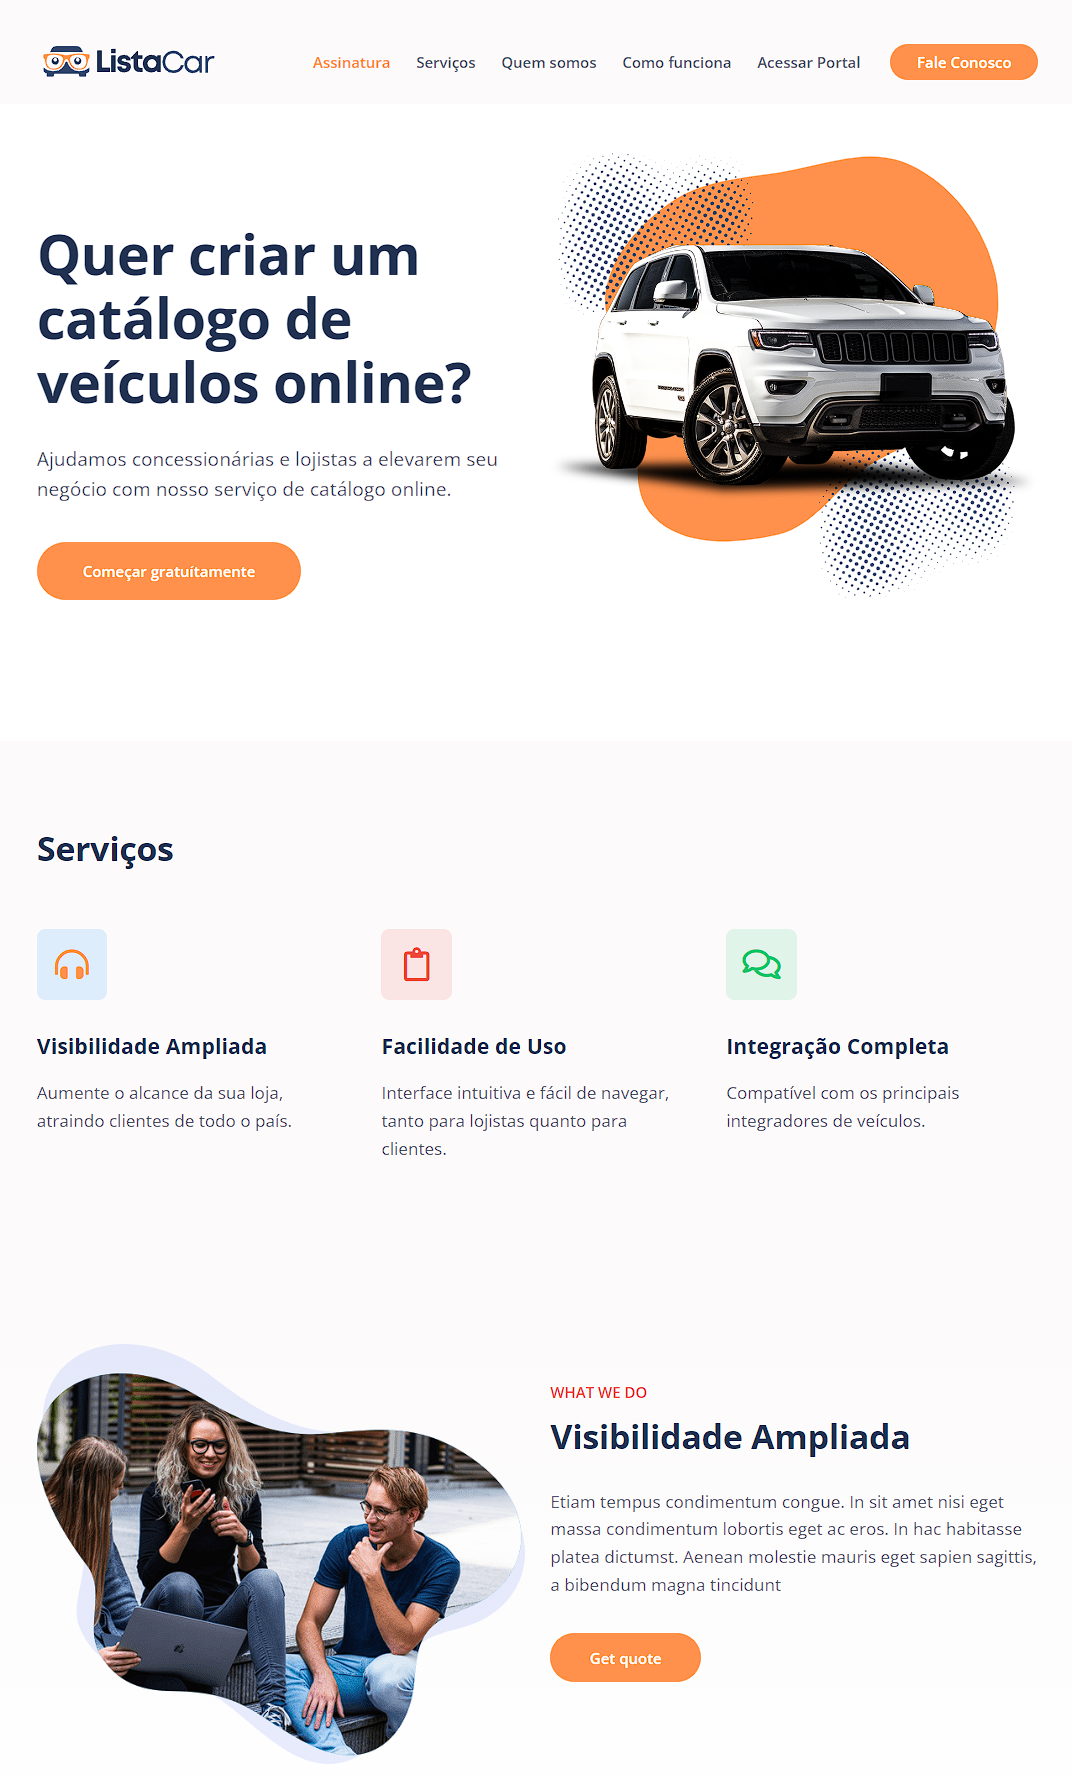 ListaCar
Assinatura
Serviços
Quem somos
Como funciona
Acessar Portal
Fale Conosco
Quer criar um
catálogo de
veículos online?
Ajudamos concessionárias e lojistas a elevarem seu
negócio com nosso serviço de catálogo online.
Começar gratuítamente
Serviços
Visibilidade Ampliada
Aumente o alcance da sua loja,
atraindo clientes de todo o país.
Facilidade de Uso
Interface intuitiva e fácil de navegar,
tanto para lojistas quanto para
clientes.
Integração Completa
Compatível com os principais
integradores de veículos.
WHAT WE DO
Visibilidade Ampliada
Etiam tempus condimentum congue. In sit amet nisi eget
massa condimentum lobortis eget ac eros. In hac habitasse
platea dictumst. Aenean molestie mauris eget sapien sagittis,
a bibendum magna tincidunt
Get quote